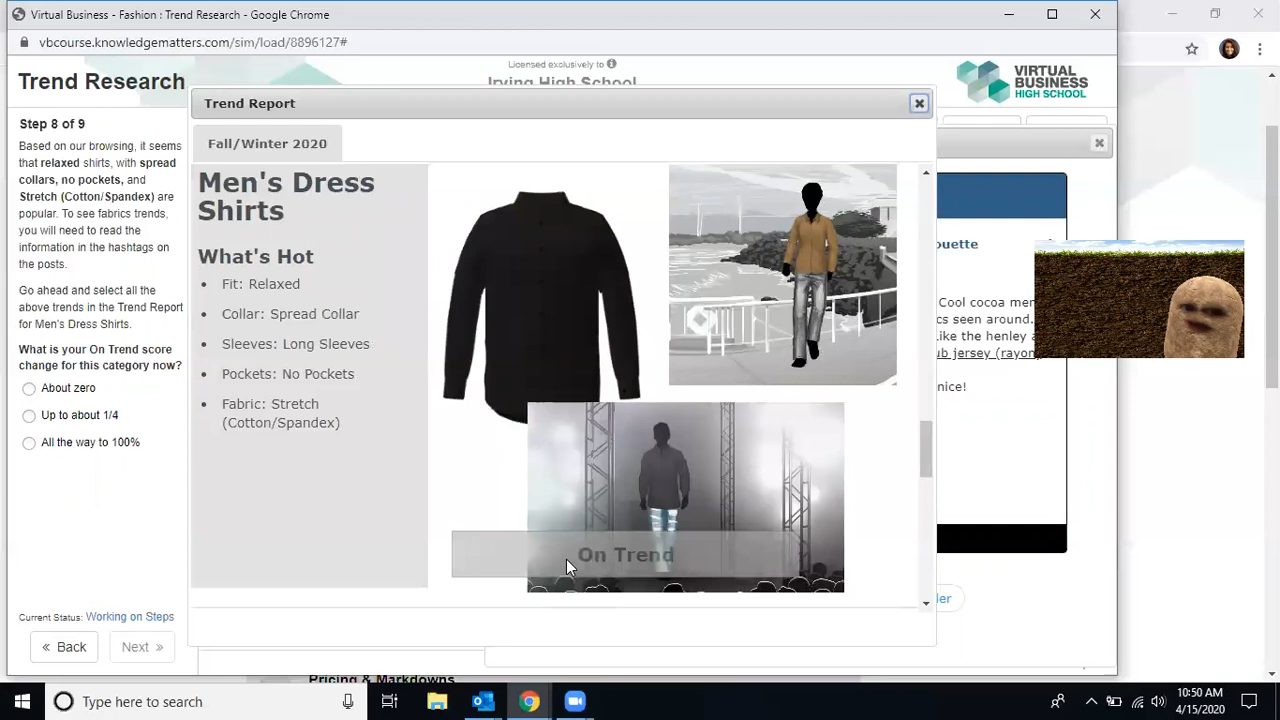 Virtual Business - Fashion : Trend Research - Google Chrome
vbcourse.knowledgematters.com/sim/load/8896127#
Trend Research
Licensed exclusively to
Irving High School
VIRTUAL
BUSINESS
HIGH SCHOOL
Step 8 of 9
Based on our browsing, it seems
that relaxed shirts, with spread
collars, no pockets, and
Stretch (Cotton/Spandex) are
popular. To see fabrics trends,
you will need to read the
information in the hashtags on
the posts.
Go ahead and select all the
above trends in the Trend Report
for Men's Dress Shirts.
What is your On Trend score
change for this category now?
About zero
Up to about 1/4
All the way to 100%
Current Status: Working on Steps
« Back
Next »
Trend Report
Fall/Winter 2020
Men's Dress
Shirts
What's Hot
• Fit: Relaxed
• Collar: Spread Collar
• Sleeves: Long Sleeves
• Pockets: No Pockets
• Fabric: Stretch
(Cotton/Spandex)
On Trend
ouette
Cool cocoa men
cs seen around.
Like the henley a
ub jersey (rayon
nice!
der
Pricing & Markdowns
Type here to search
10:50 AM
4/15/2020